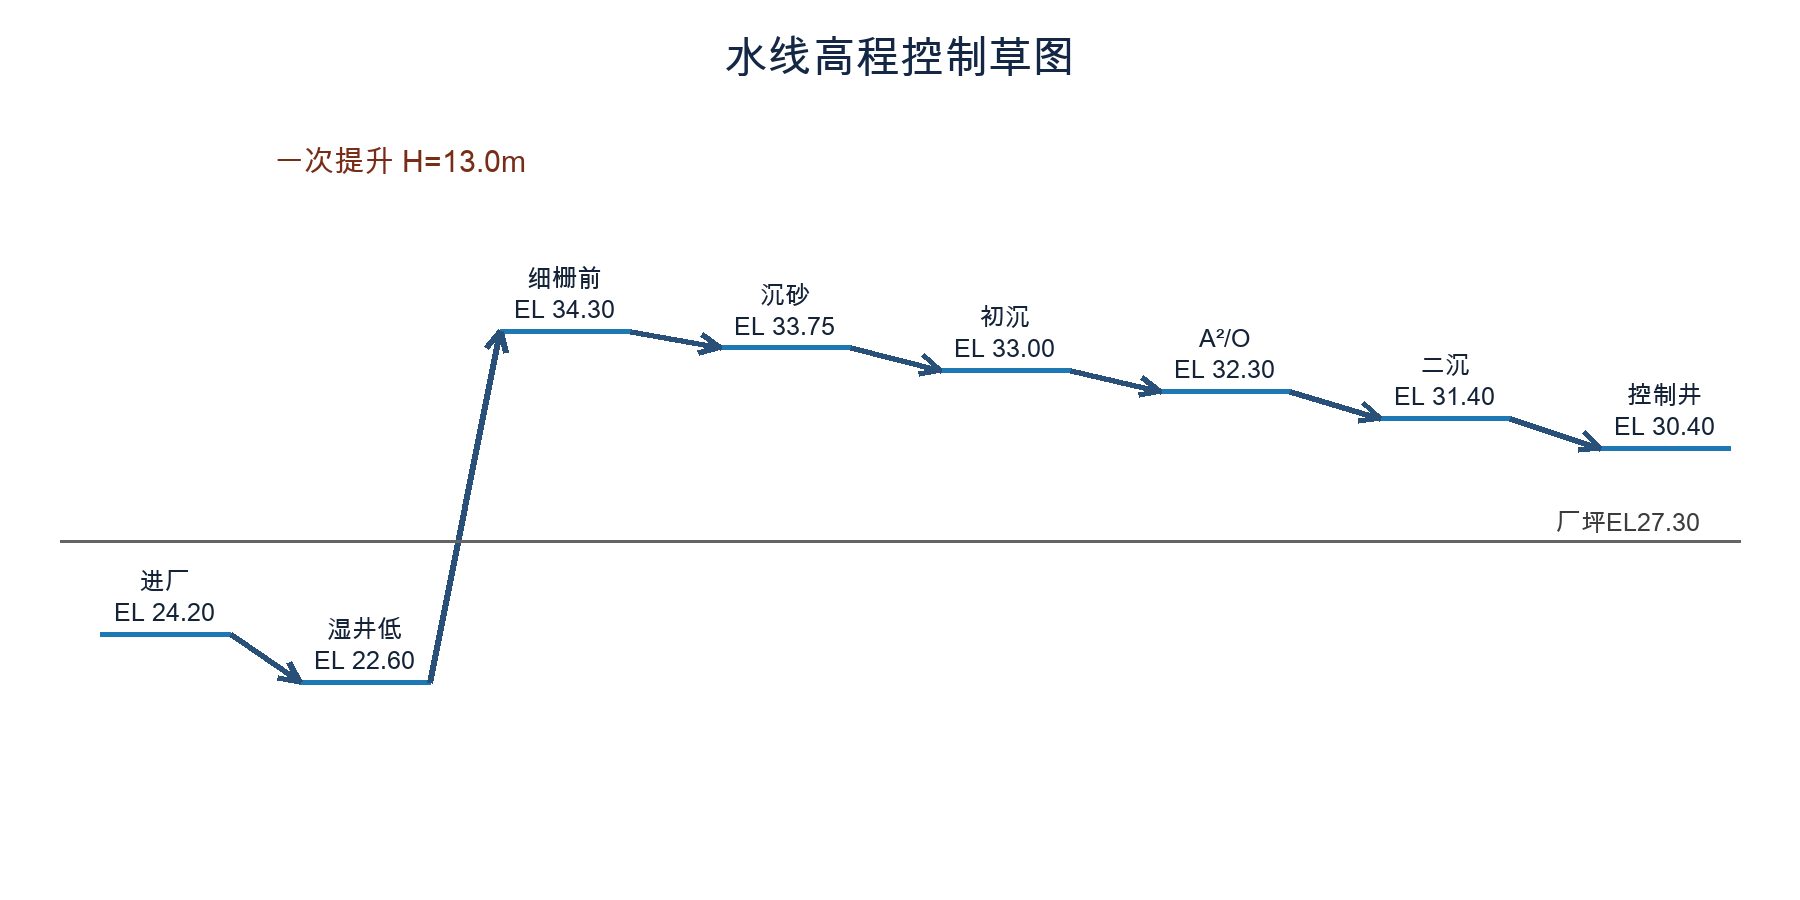 水线高程控制草图
一次提升 H=13.0m
细栅前
EL 34.30
沉砂
EL 33.75
初沉
EL 33.00
A²/O
EL 32.30
二沉
EL 31.40
控制井
EL 30.40
厂坪EL27.30
进厂
EL 24.20
湿井低
EL 22.60